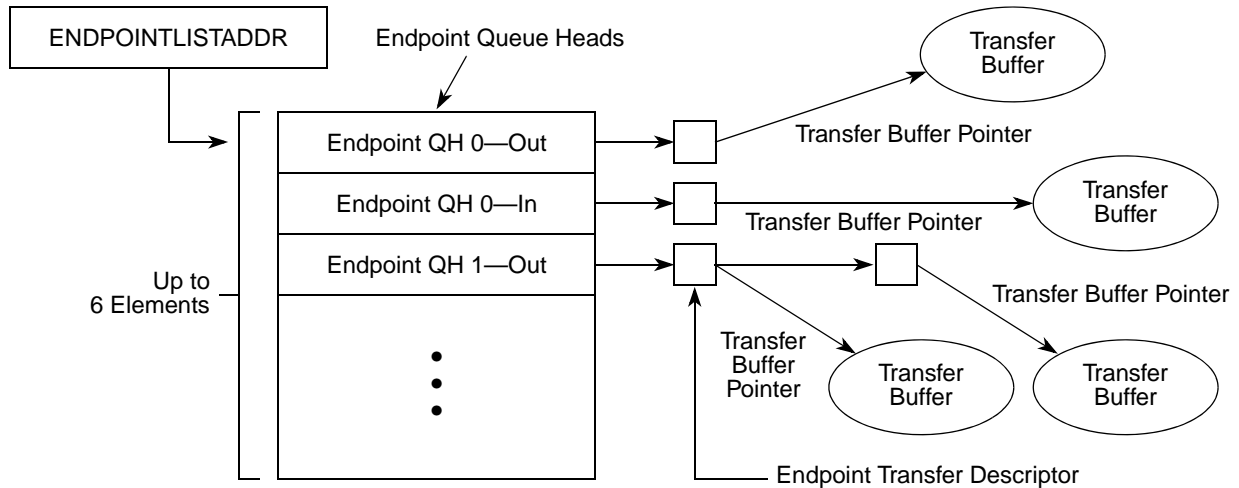 ENDPOINTLISTADDR
Endpoint Queue Heads
Transfer
Buffer
Endpoint QH 0—Out
Transfer Buffer Pointer
Endpoint QH 0—In
Transfer
Buffer
Transfer Buffer Pointer
Endpoint QH 1—Out
Up to
6 Elements
Transfer Buffer Pointer
Transfer
Buffer
Pointer
Transfer
Buffer
Transfer
Buffer
Endpoint Transfer Descriptor